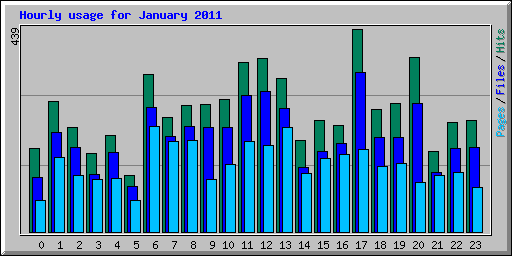 Hourly usage for January 2011
439
Pages / Files / Hits
0 1 2 3 4 5 6 7 8 9 10 11 12 13 14 15 16 17 18 19 20 21 22 23